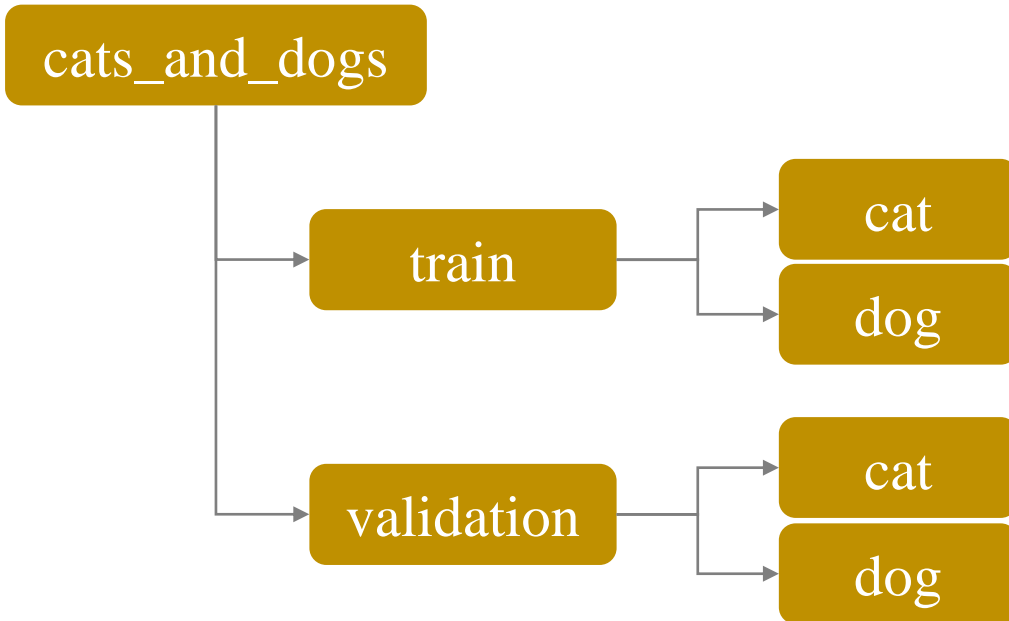 cats_and_dogs
train
cat
dog
validation
cat
dog